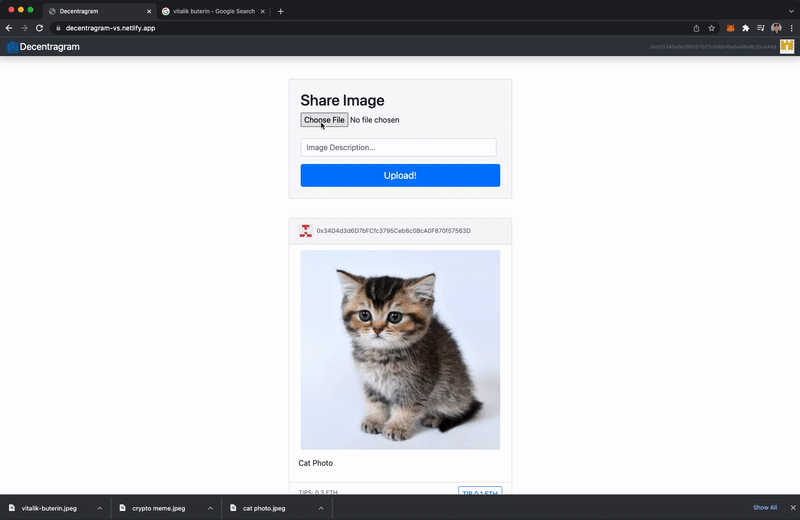 Decentragram
vitalik buterin - Google Search
decentragram-vs.netlify.app
Decentragram
Share Image
Choose File No file chosen
Image Description...
Upload!
0x34D4d3d6D7bFCfc3795Ceb8c0BcA0F870f57563D
Cat Photo
TIPS: 0.3 ETH
TIP 0.1 ETH
vitalik-buterin.jpeg
crypto meme.jpeg
cat photo.jpeg
Show All